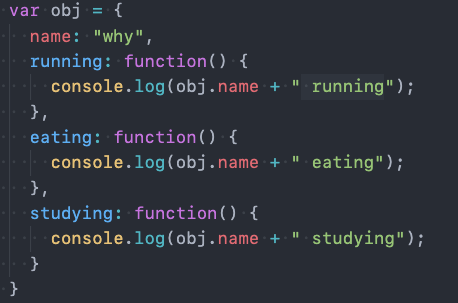 var obj = {
  name: "why",
  running: function() {
    console.log(obj.name + " running");
  },
  eating: function() {
    console.log(obj.name + " eating");
  },
  studying: function() {
    console.log(obj.name + " studying");
  }
}